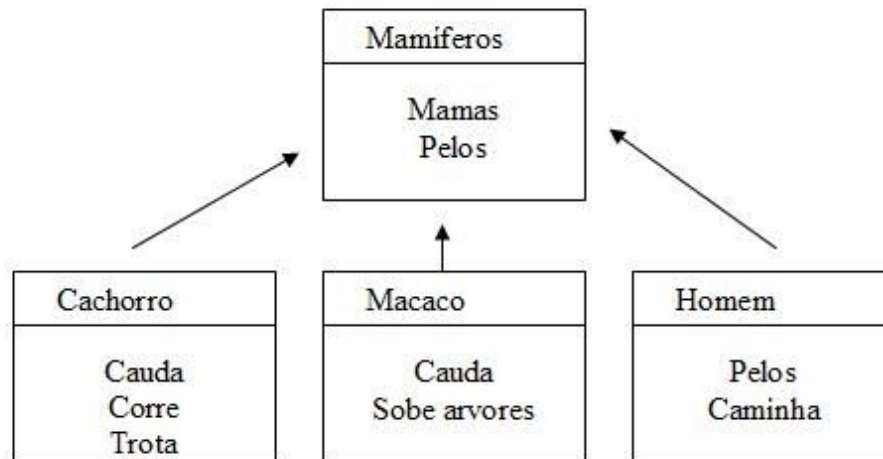 Mamíferos
Mamas
Pelos
Cachorro
Cauda
Corre
Trota
Macaco
Cauda
Sobe arvores
Homem
Pelos
Caminha